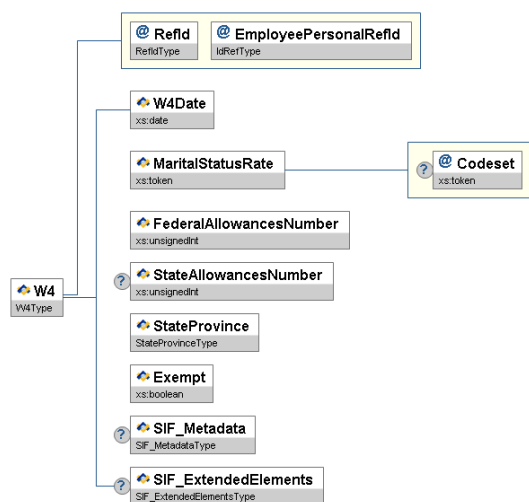 @ RefId
RefIdType
@ EmployeePersonalRefId
IdRefType
W4Date
xs:date
MaritalStatusRate
xs:token
? @ Codeset
xs:token
FederalAllowancesNumber
xs:unsignedInt
W4
W4Type
? StateAllowancesNumber
xs:unsignedInt
StateProvince
StateProvinceType
Exempt
xs:boolean
? SIF_Metadata
SIF_MetadataType
? SIF_ExtendedElements
SIF_ExtendedElementsType